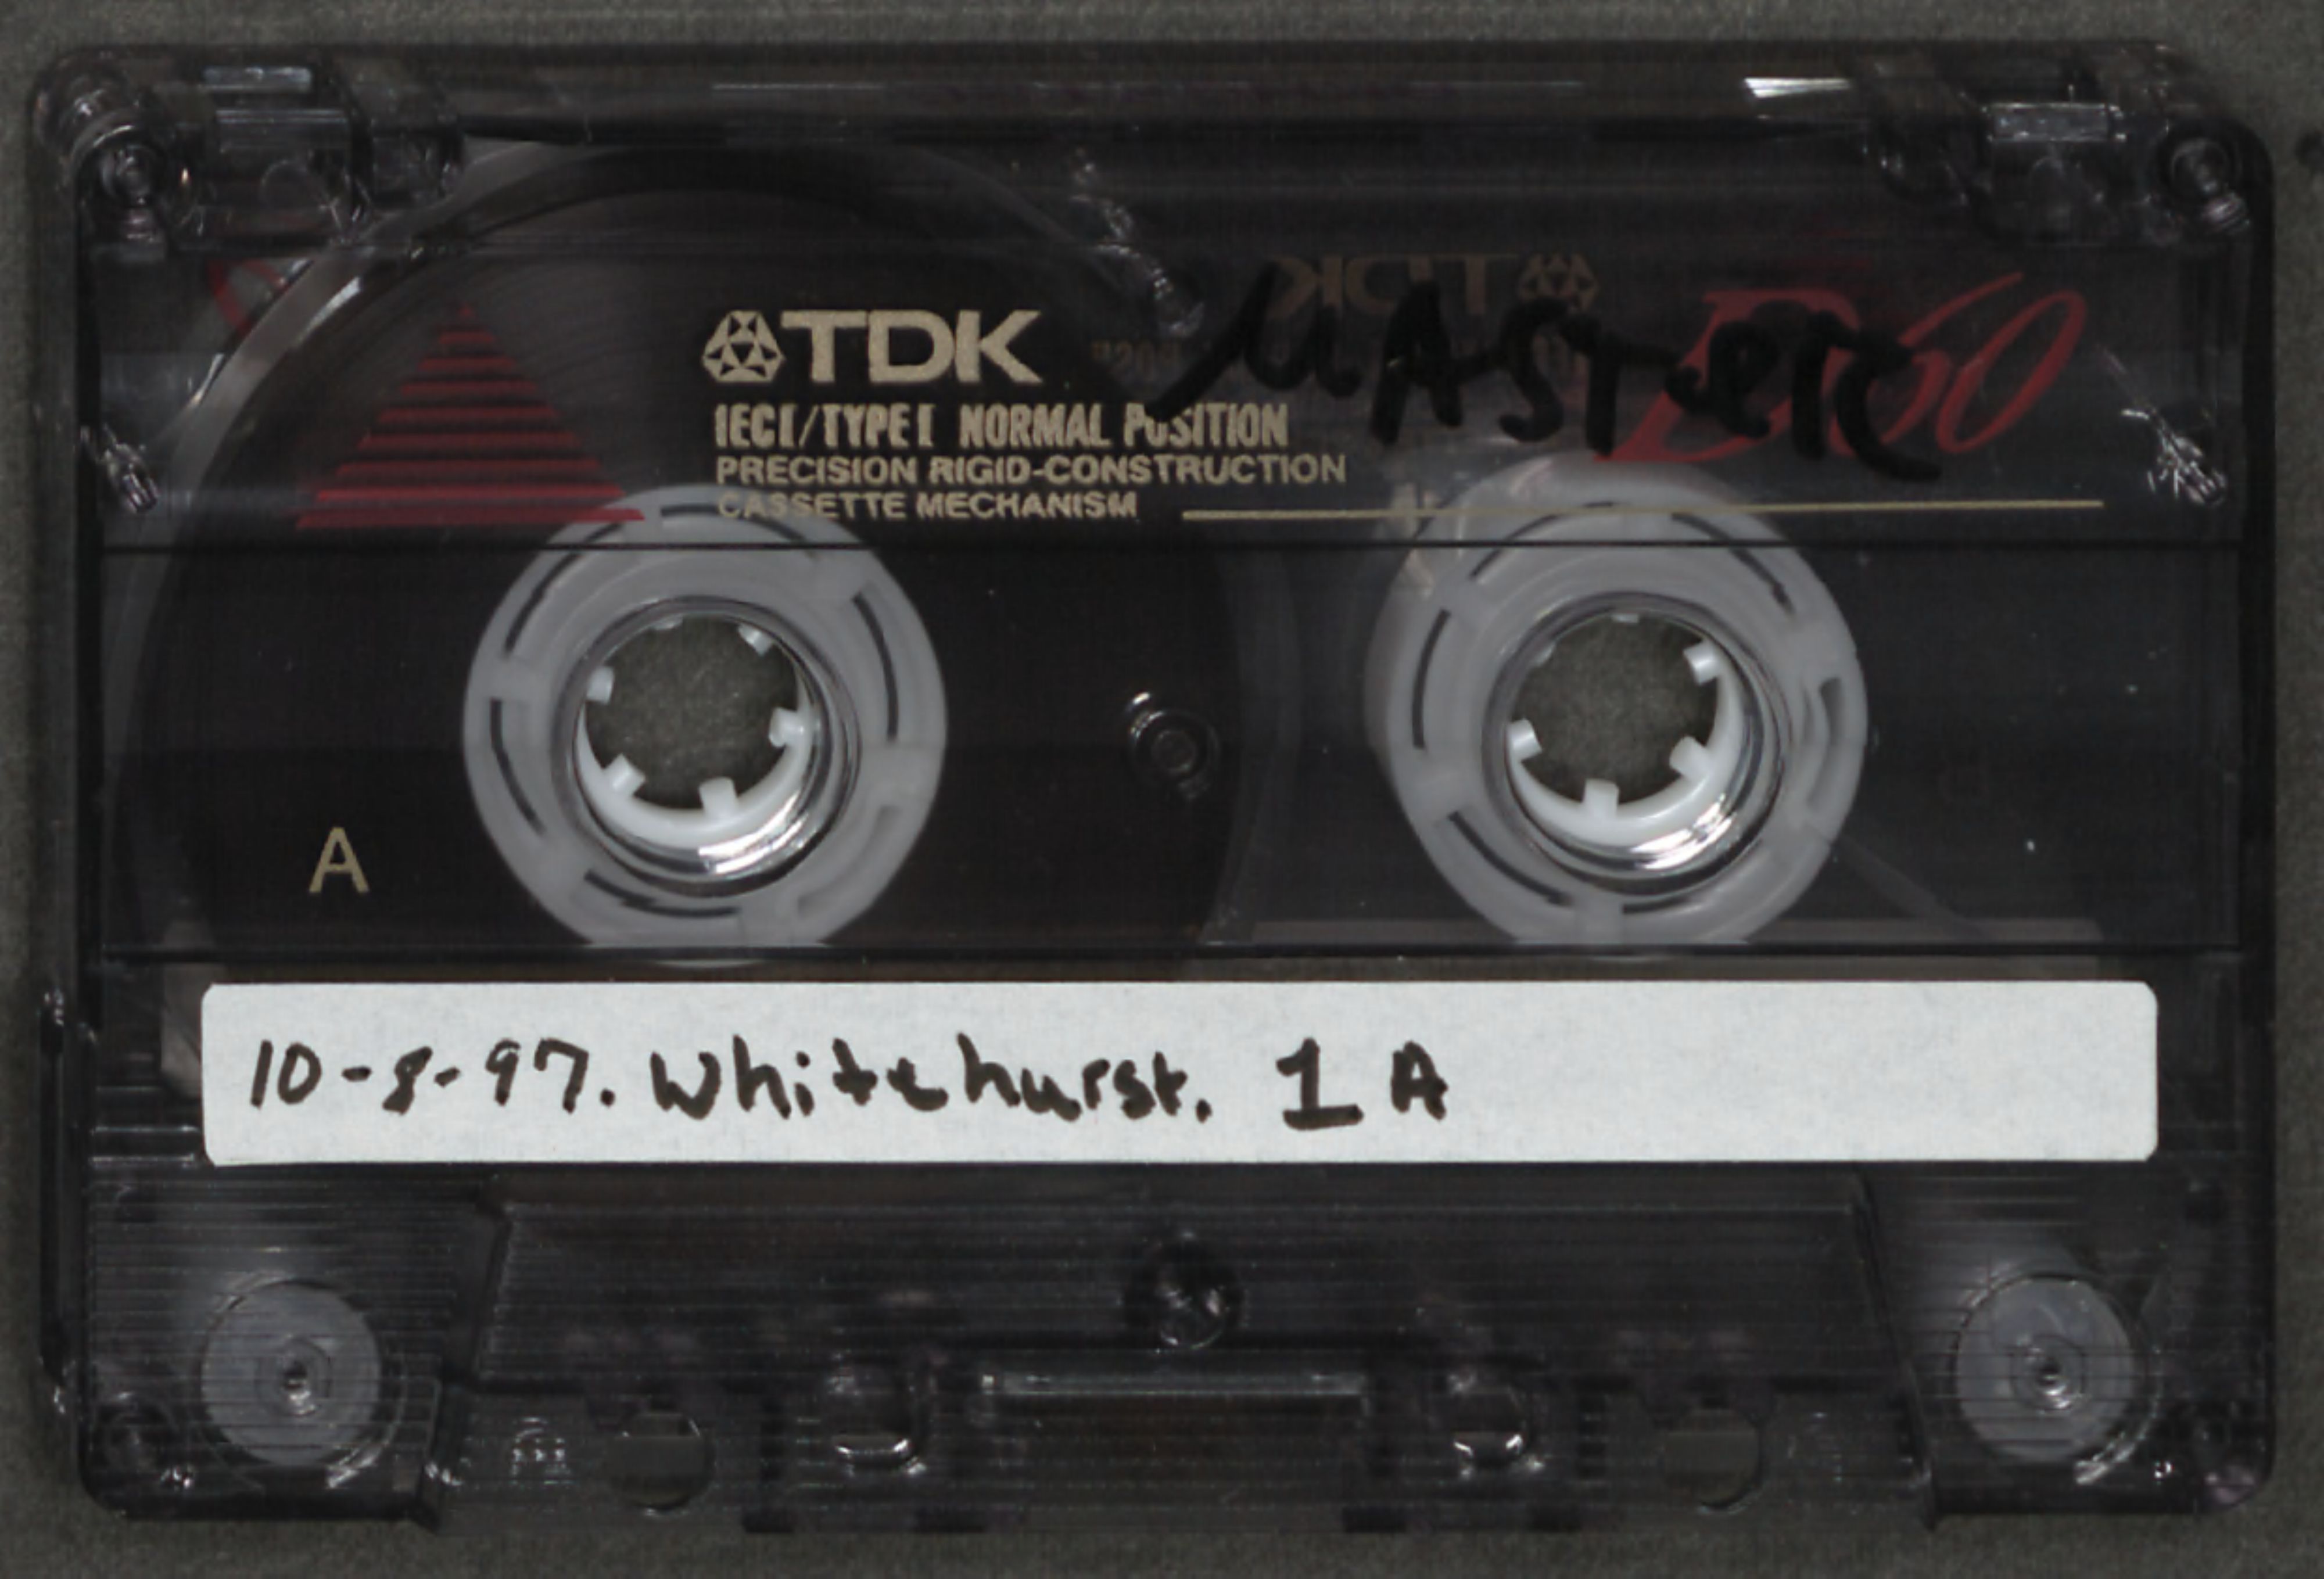 TDK
MASTER
D60
IECI/TYPE I NORMAL POSITION
PRECISION RIGID-CONSTRUCTION
CASSETTE MECHANISM
A
10-8-97. Whitehurst. 1 A